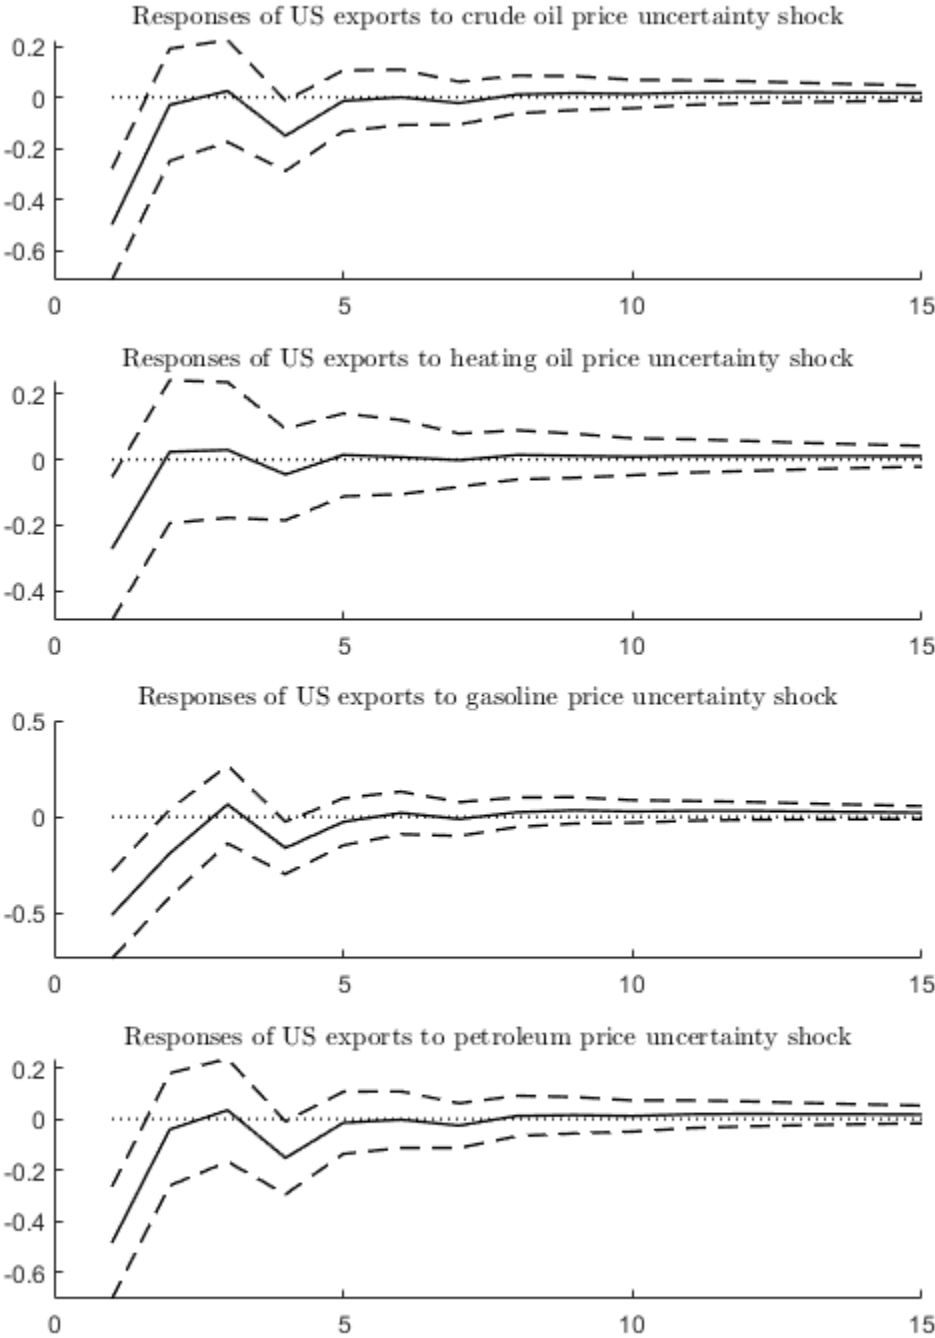 Responses of US exports to crude oil price uncertainty shock
0.2
0
-0.2
-0.4
-0.6
0 5 10 15
Responses of US exports to heating oil price uncertainty shock
0.2
0
-0.2
-0.4
0 5 10 15
Responses of US exports to gasoline price uncertainty shock
0.5
0
-0.5
0 5 10 15
Responses of US exports to petroleum price uncertainty shock
0.2
0
-0.2
-0.4
-0.6
0 5 10 15